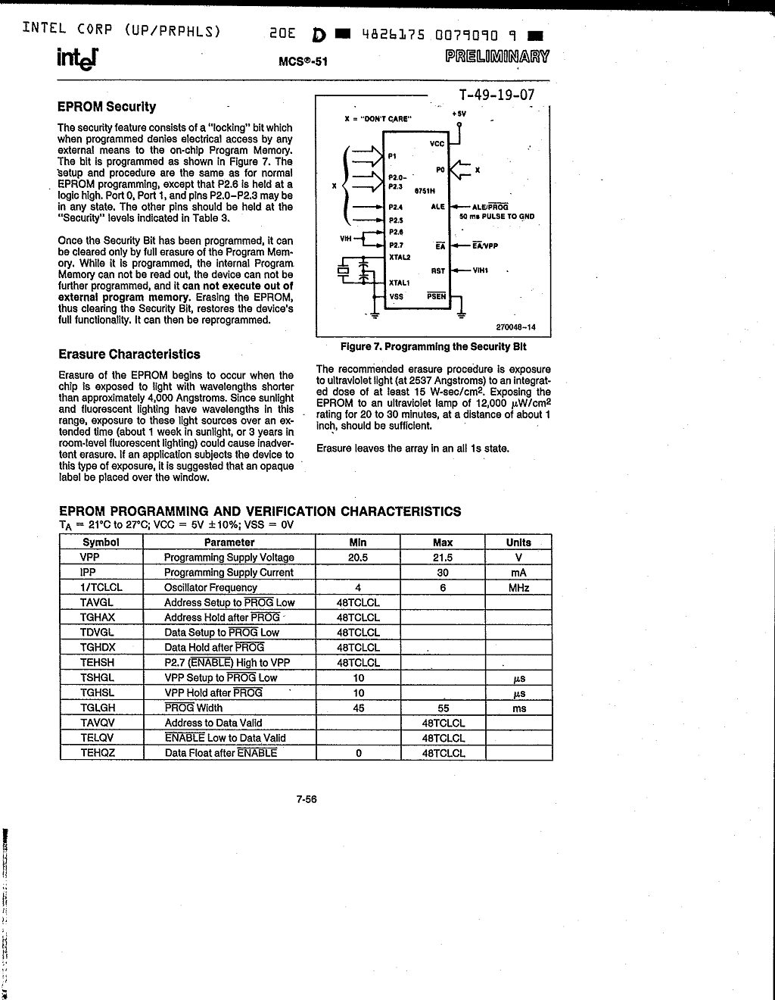 INTEL CORP (UP/PRPHLS) 20E D 4826175 0079090 9
intel MCS®-51 PRELIMINARY
T-49-19-07
EPROM Security
The security feature consists of a "locking" bit which
when programmed denies electrical access by any
external means to the on-chip Program Memory.
The bit is programmed as shown in Figure 7. The
setup and procedure are the same as for normal
EPROM programming, except that P2.6 is held at a
logic high. Port 0, Port 1, and pins P2.0–P2.3 may be
in any state. The other pins should be held at the
"Security" levels indicated in Table 3.
Once the Security Bit has been programmed, it can
be cleared only by full erasure of the Program Mem-
ory. While it is programmed, the internal Program
Memory can not be read out, the device can not be
further programmed, and it can not execute out of
external program memory. Erasing the EPROM,
thus clearing the Security Bit, restores the device's
full functionality. It can then be reprogrammed.
Erasure Characteristics
Erasure of the EPROM begins to occur when the
chip is exposed to light with wavelengths shorter
than approximately 4,000 Angstroms. Since sunlight
and fluorescent lighting have wavelengths in this
range, exposure to these light sources over an ex-
tended time (about 1 week in sunlight, or 3 years in
room-level fluorescent lighting) could cause inadver-
tent erasure. If an application subjects the device to
this type of exposure, it is suggested that an opaque
label be placed over the window.
X = "DON'T CARE"
+5V
VCC
P1
P0
X
P2.0–
P2.3
X
8751H
P2.4
ALE
ALE/PROG
50 ms PULSE TO GND
P2.5
P2.6
VIH
P2.7
EA
EA/VPP
XTAL2
RST
VIH1
XTAL1
VSS
PSEN
270048–14
Figure 7. Programming the Security Bit
The recommended erasure procedure is exposure
to ultraviolet light (at 2537 Angstroms) to an integrat-
ed dose of at least 15 W-sec/cm². Exposing the
EPROM to an ultraviolet lamp of 12,000 µW/cm²
rating for 20 to 30 minutes, at a distance of about 1
inch, should be sufficient.
Erasure leaves the array in an all 1s state.
EPROM PROGRAMMING AND VERIFICATION CHARACTERISTICS
TA = 21°C to 27°C; VCC = 5V ±10%; VSS = 0V
Symbol Parameter Min Max Units
VPP Programming Supply Voltage 20.5 21.5 V
IPP Programming Supply Current 30 mA
1/TCLCL Oscillator Frequency 4 6 MHz
TAVGL Address Setup to PROG Low 48TCLCL
TGHAX Address Hold after PROG 48TCLCL
TDVGL Data Setup to PROG Low 48TCLCL
TGHDX Data Hold after PROG 48TCLCL
TEHSH P2.7 (ENABLE) High to VPP 48TCLCL
TSHGL VPP Setup to PROG Low 10 µs
TGHSL VPP Hold after PROG 10 µs
TGLGH PROG Width 45 55 ms
TAVQV Address to Data Valid 48TCLCL
TELQV ENABLE Low to Data Valid 48TCLCL
TEHQZ Data Float after ENABLE 0 48TCLCL
7-56